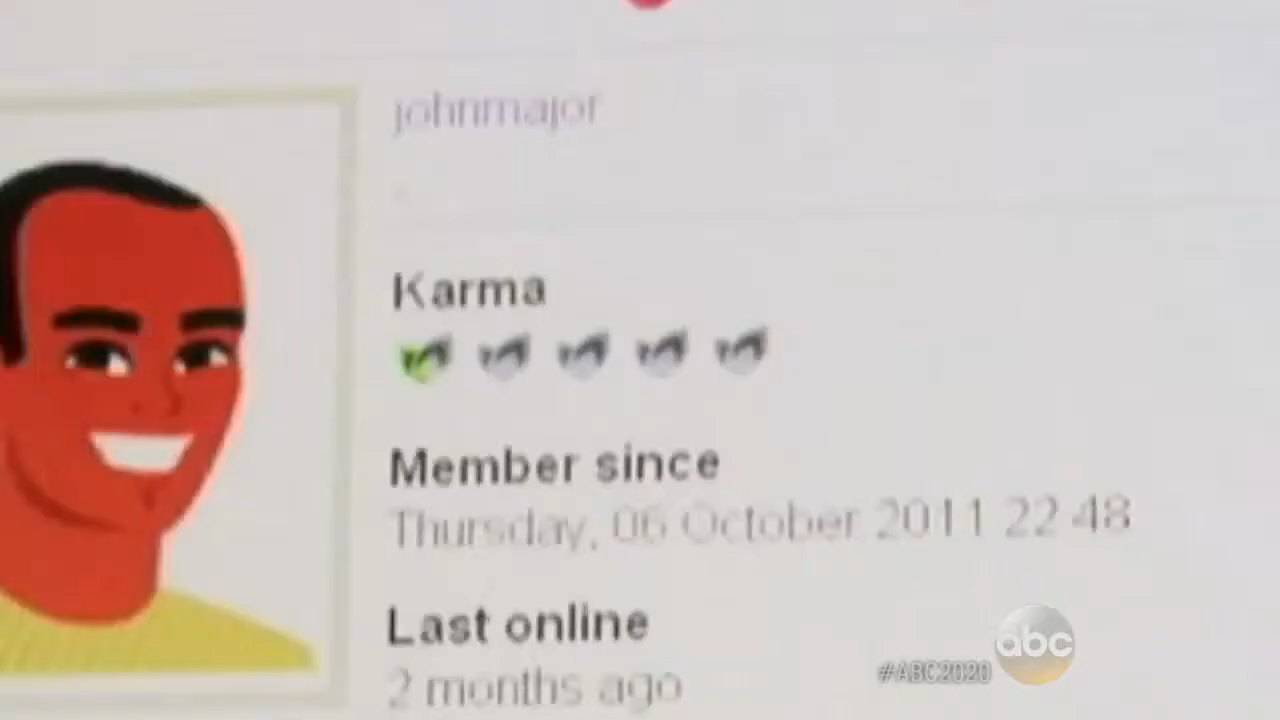 johnmajor
Karma
Member since
Thursday, 06 October 2011 22:48
Last online
2 months ago
#ABC2020
abc